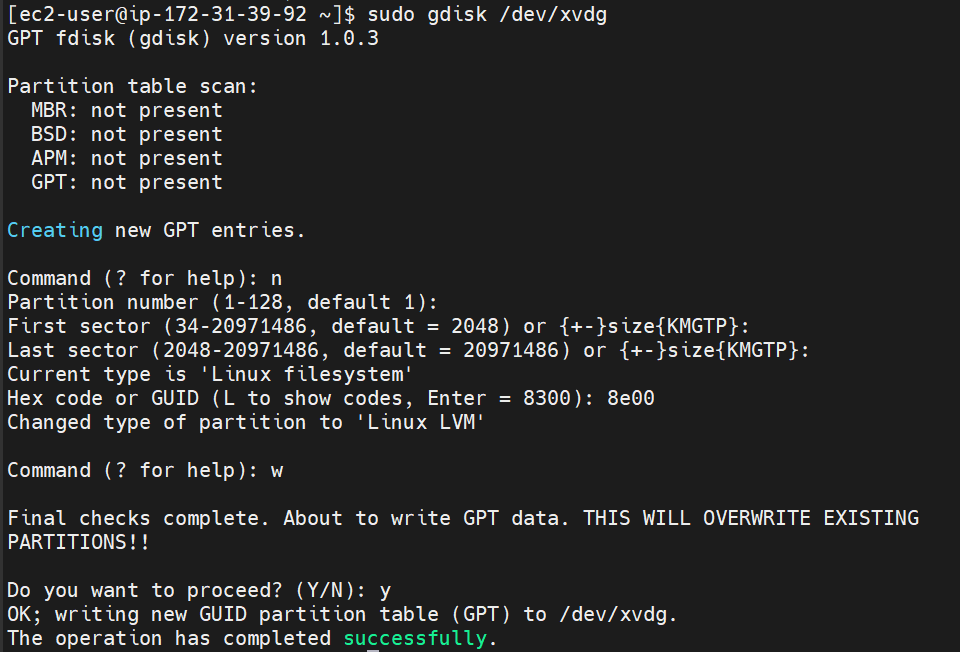 [ec2-user@ip-172-31-39-92 ~]$ sudo gdisk /dev/xvdg
GPT fdisk (gdisk) version 1.0.3
Partition table scan:
MBR: not present
BSD: not present
APM: not present
GPT: not present
Creating new GPT entries.
Command (? for help): n
Partition number (1-128, default 1):
First sector (34-20971486, default = 2048) or {+-}size{KMGTP}:
Last sector (2048-20971486, default = 20971486) or {+-}size{KMGTP}:
Current type is 'Linux filesystem'
Hex code or GUID (L to show codes, Enter = 8300): 8e00
Changed type of partition to 'Linux LVM'
Command (? for help): w
Final checks complete. About to write GPT data. THIS WILL OVERWRITE EXISTING
PARTITIONS!!
Do you want to proceed? (Y/N): y
OK; writing new GUID partition table (GPT) to /dev/xvdg.
The operation has completed successfully.